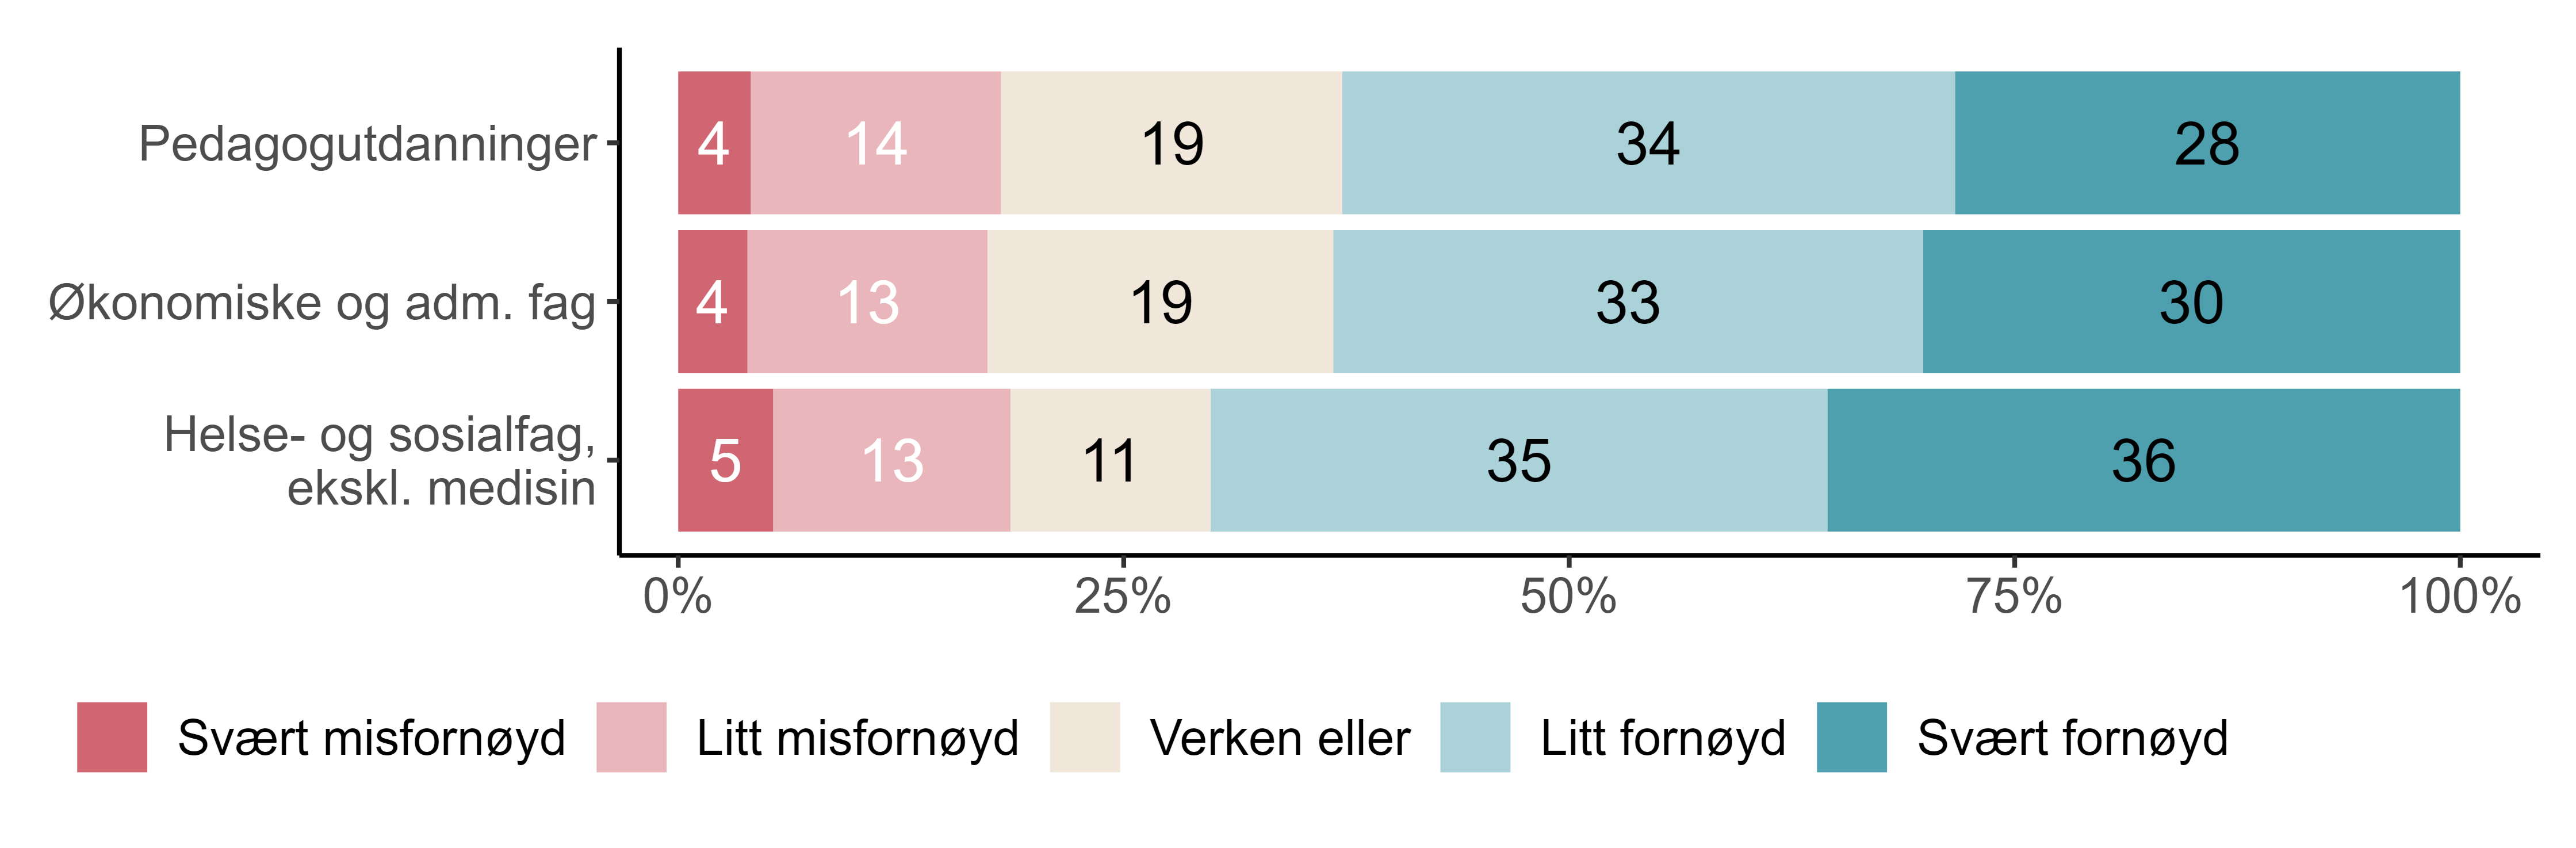 Pedagogutdanninger 4 14 19 34 28
Økonomiske og adm. fag 4 13 19 33 30
Helse- og sosialfag,
ekskl. medisin 5 13 11 35 36
0% 25% 50% 75% 100%
Svært misfornøyd Litt misfornøyd Verken eller Litt fornøyd Svært fornøyd